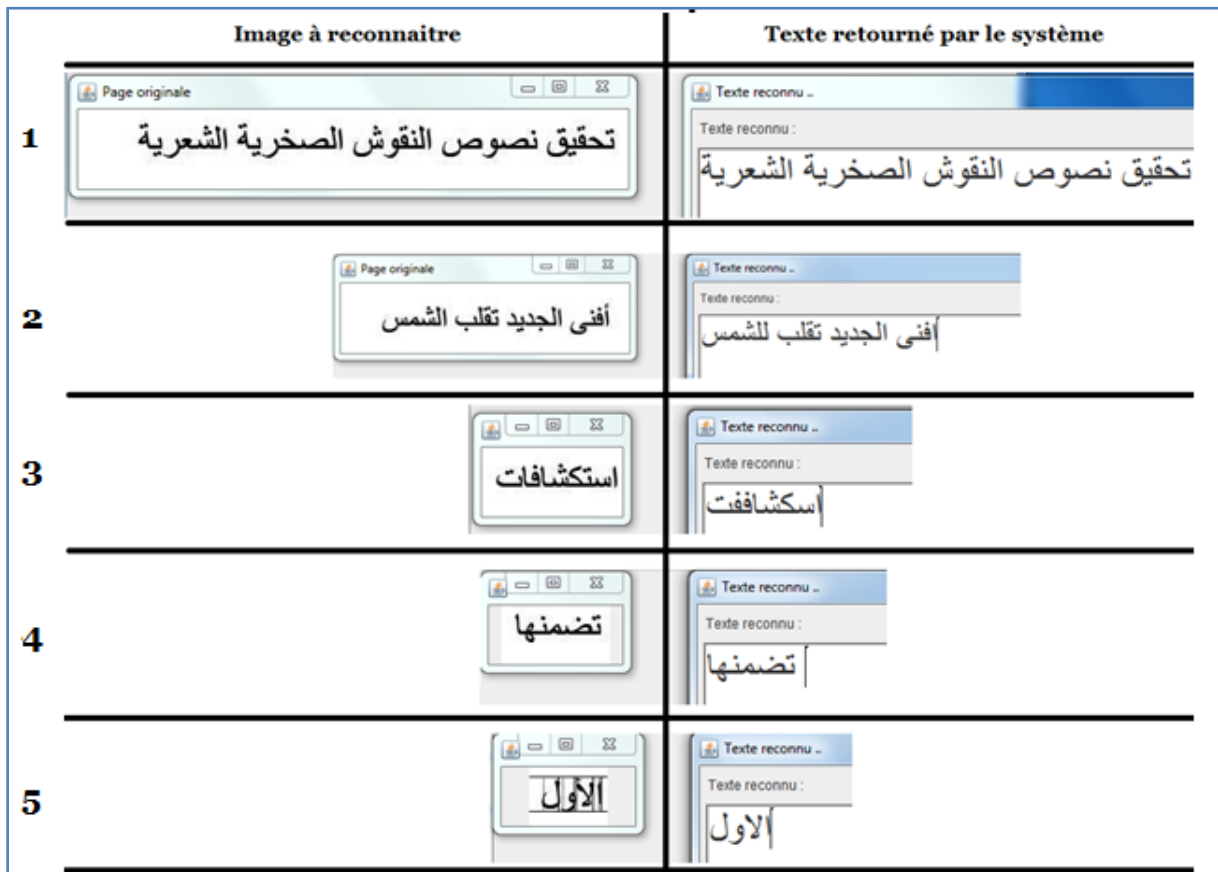 Image à reconnaitre
Texte retourné par le système
1
Page originale
تحقيق نصوص النقوش الصخرية الشعرية
Texte reconnu ..
Texte reconnu :
تحقيق نصوص النقوش الصخرية الشعرية
2
Page originale
أفنى الجديد تقلب الشمس
Texte reconnu ..
Texte reconnu :
افنى الجديد تقلب للشمس
3
استكشافات
Texte reconnu ..
Texte reconnu :
اسكشاففت
4
تضمنها
Texte reconnu ..
Texte reconnu :
تضمنها
5
الأول
Texte reconnu ..
Texte reconnu :
الاول